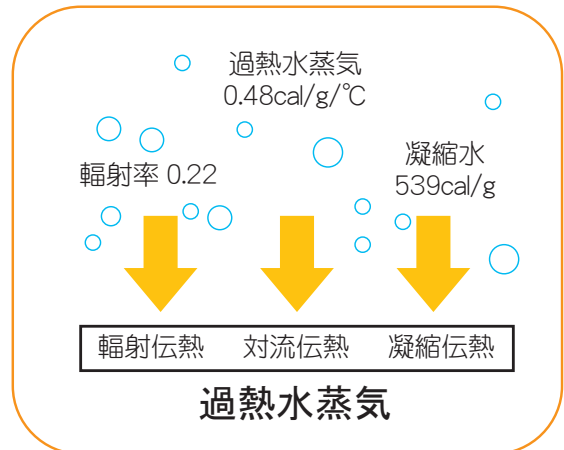 過熱水蒸気
0.48cal/g/℃
輻射率 0.22
凝縮水
539cal/g
輻射伝熱 対流伝熱 凝縮伝熱
過熱水蒸気